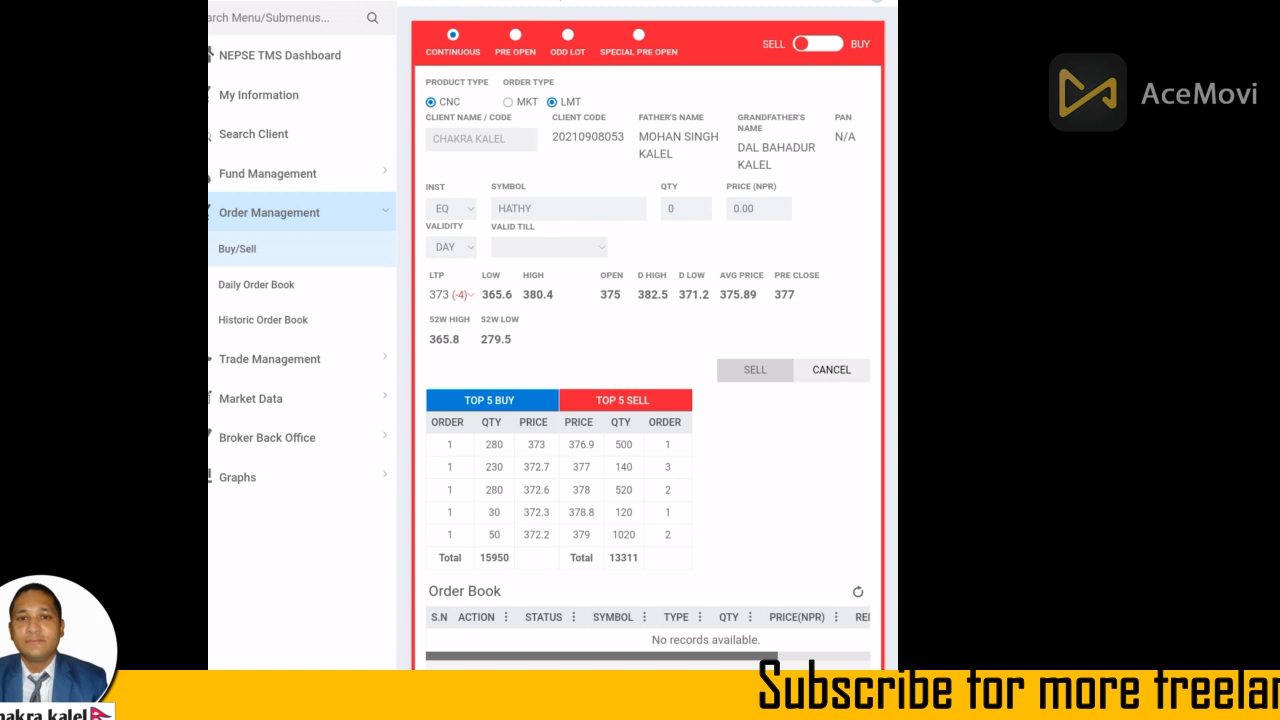 arch Menu/Submenus...
NEPSE TMS Dashboard
My Information
Search Client
Fund Management
Order Management
Buy/Sell
Daily Order Book
Historic Order Book
Trade Management
Market Data
Broker Back Office
Graphs
CONTINUOUS PRE OPEN ODD LOT SPECIAL PRE OPEN SELL BUY
PRODUCT TYPE ORDER TYPE
CNC MKT LMT
CLIENT NAME / CODE CLIENT CODE FATHER'S NAME GRANDFATHER'S NAME PAN
CHAKRA KALEL 20210908053 MOHAN SINGH KALEL DAL BAHADUR KALEL N/A
INST SYMBOL QTY PRICE (NPR)
EQ HATHY 0 0.00
VALIDITY VALID TILL
DAY
LTP LOW HIGH OPEN D HIGH D LOW AVG PRICE PRE CLOSE
373 (-4) 365.6 380.4 375 382.5 371.2 375.89 377
52W HIGH 52W LOW
365.8 279.5
SELL CANCEL
TOP 5 BUY TOP 5 SELL
ORDER QTY PRICE PRICE QTY ORDER
1 280 373 376.9 500 1
1 230 372.7 377 140 3
1 280 372.6 378 520 2
1 30 372.3 378.8 120 1
1 50 372.2 379 1020 2
Total 15950 Total 13311
Order Book
S.N ACTION STATUS SYMBOL TYPE QTY PRICE(NPR) REI
No records available.
AceMovi
Subscribe for more freelan
hakra kalel